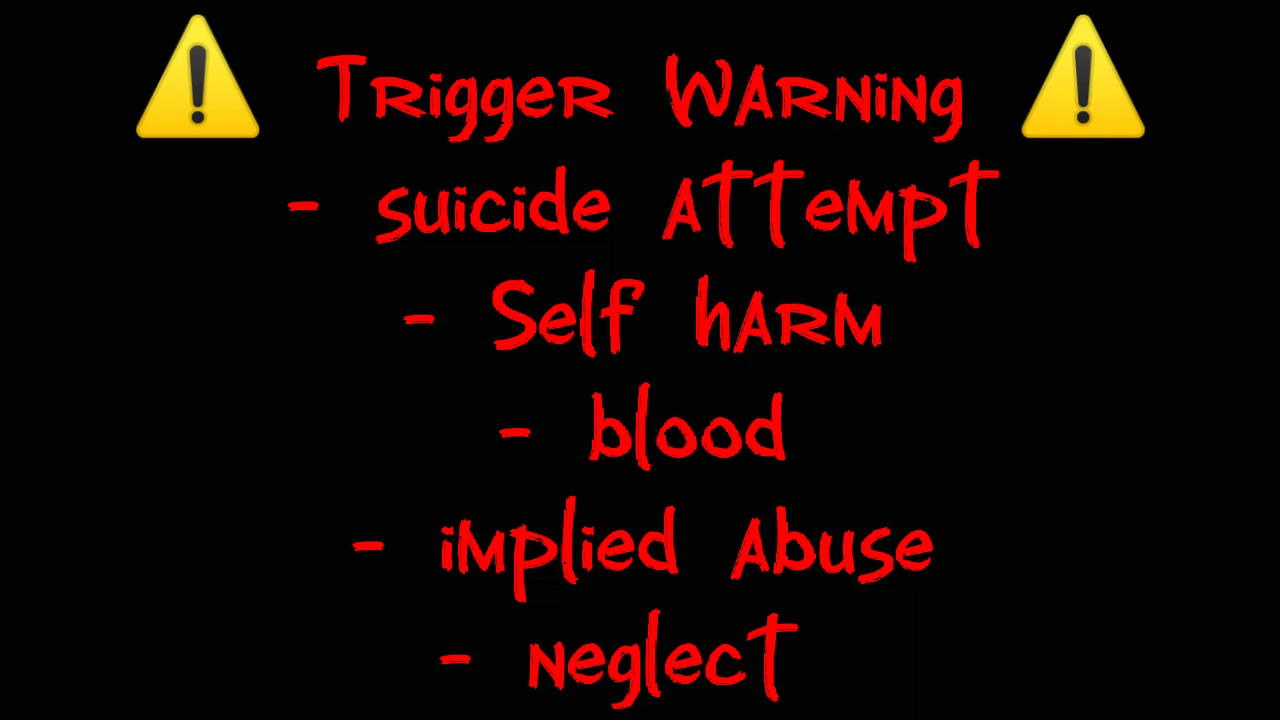 ⚠️ Trigger Warning ⚠️
- suicide attempt
- Self harm
- blood
- implied abuse
- neglect